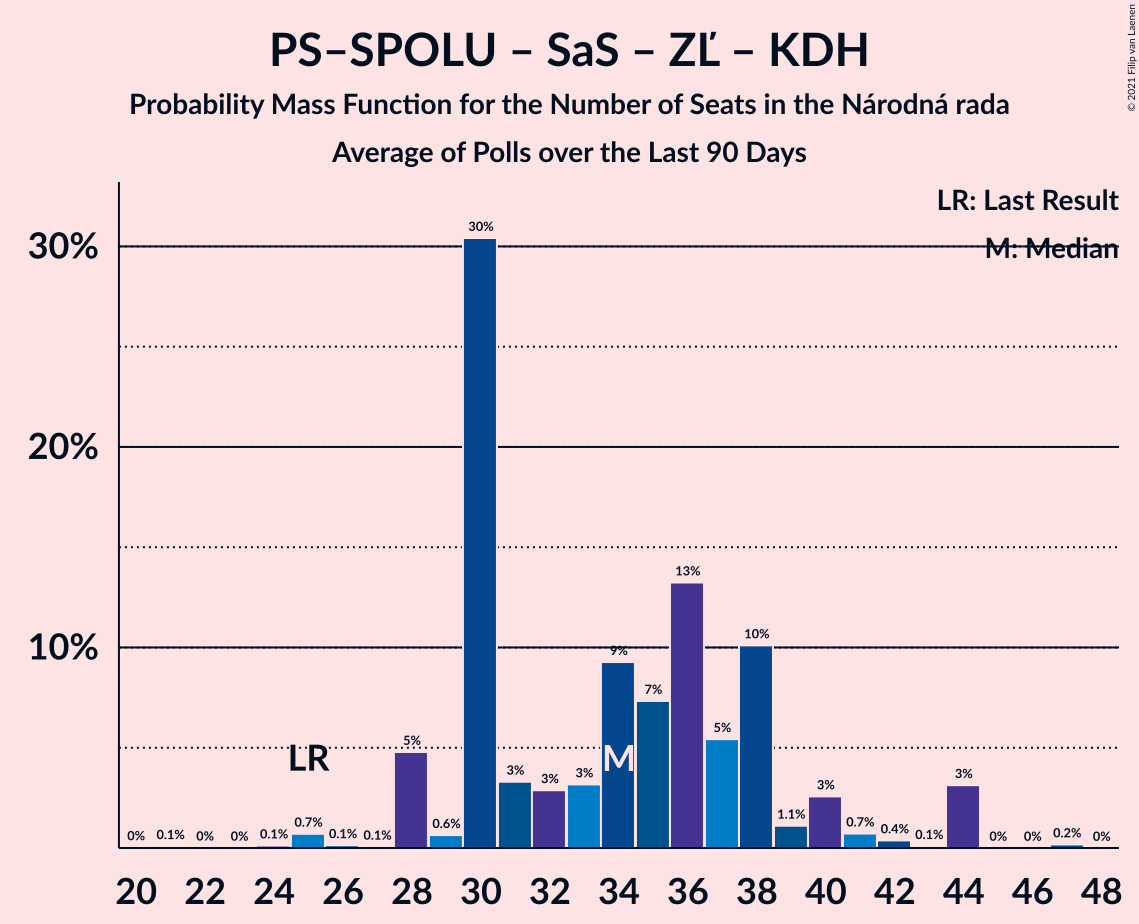 PS–SPOLU – SaS – ZĽ – KDH
Probability Mass Function for the Number of Seats in the Národná rada
Average of Polls over the Last 90 Days
© 2021 Filip van Laenen
LR: Last Result
M: Median
30%
20%
10%
0% 0.1% 0% 0% 0.1% 0.7% 0.1% 0.1% 5% 0.6% 30% 3% 3% 3% 9% 7% 13% 5% 10% 1.1% 3% 0.7% 0.4% 0.1% 3% 0% 0% 0.2% 0%
LR
M
20 22 24 26 28 30 32 34 36 38 40 42 44 46 48